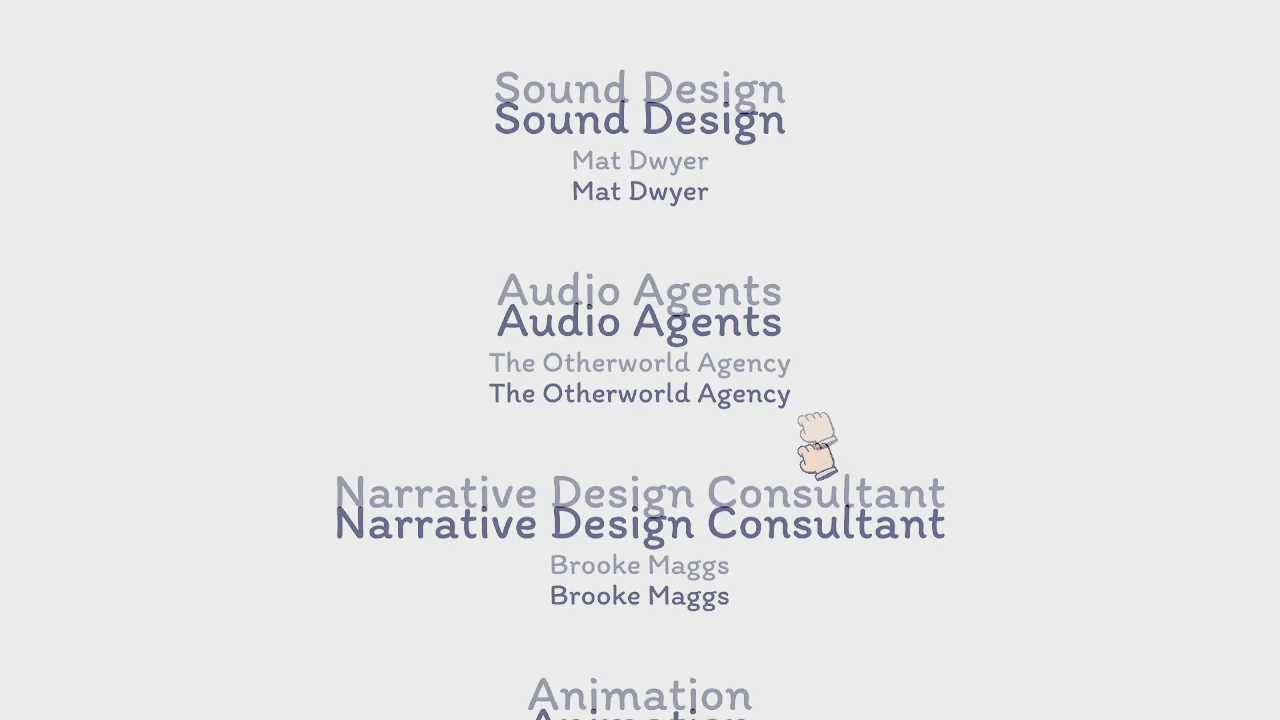 Sound Design
Sound Design
Mat Dwyer
Mat Dwyer
Audio Agents
Audio Agents
The Otherworld Agency
The Otherworld Agency
Narrative Design Consultant
Narrative Design Consultant
Brooke Maggs
Brooke Maggs
Animation
Animation